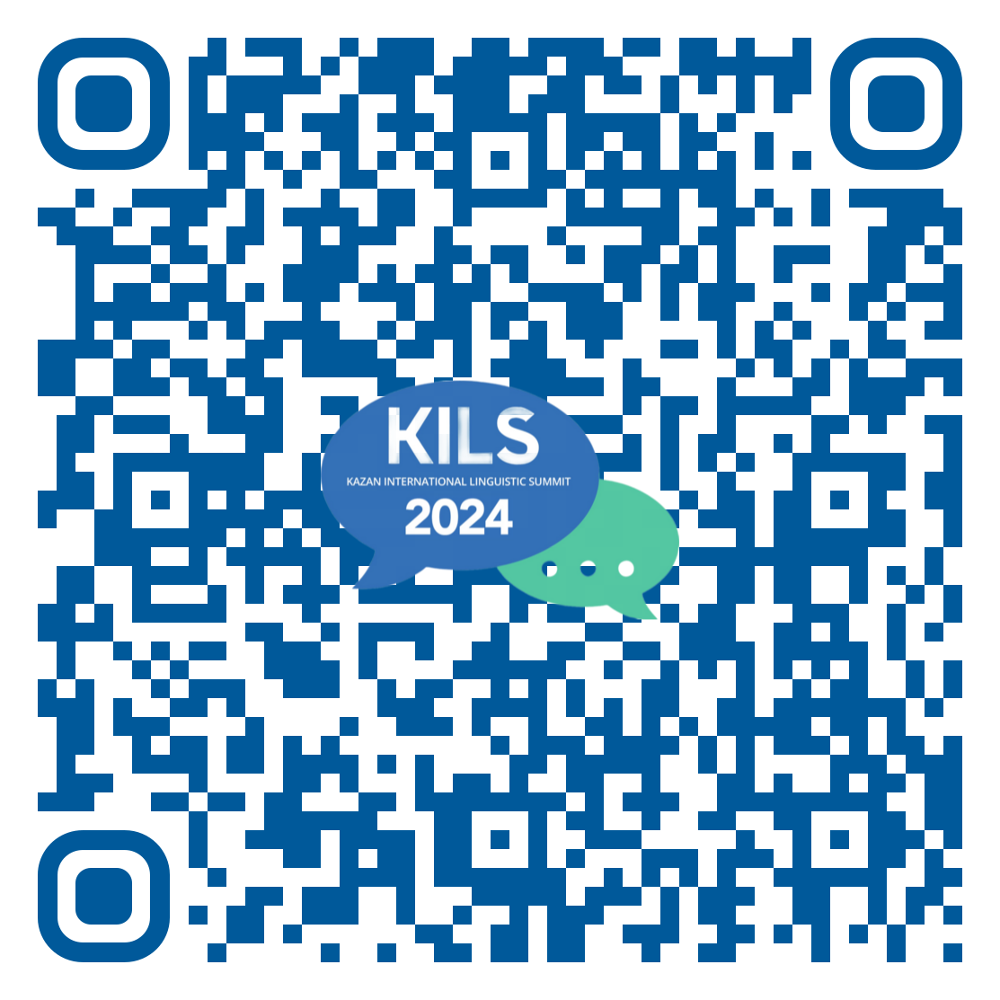 KILS
KAZAN INTERNATIONAL LINGUISTIC SUMMIT
2024